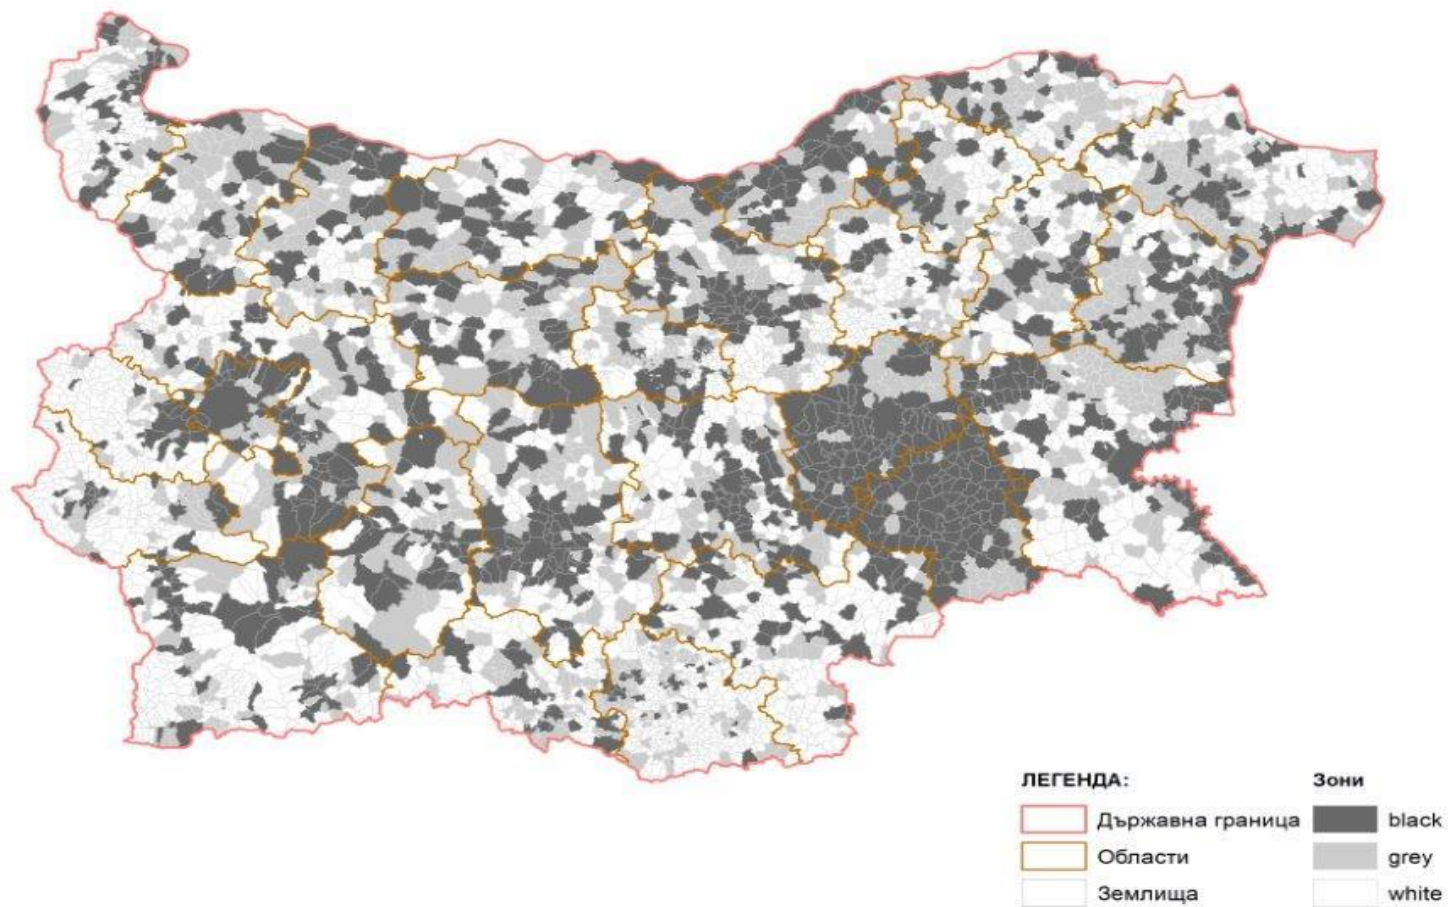 ЛЕГЕНДА:
Държавна граница
Области
Землища
Зони
black
grey
white